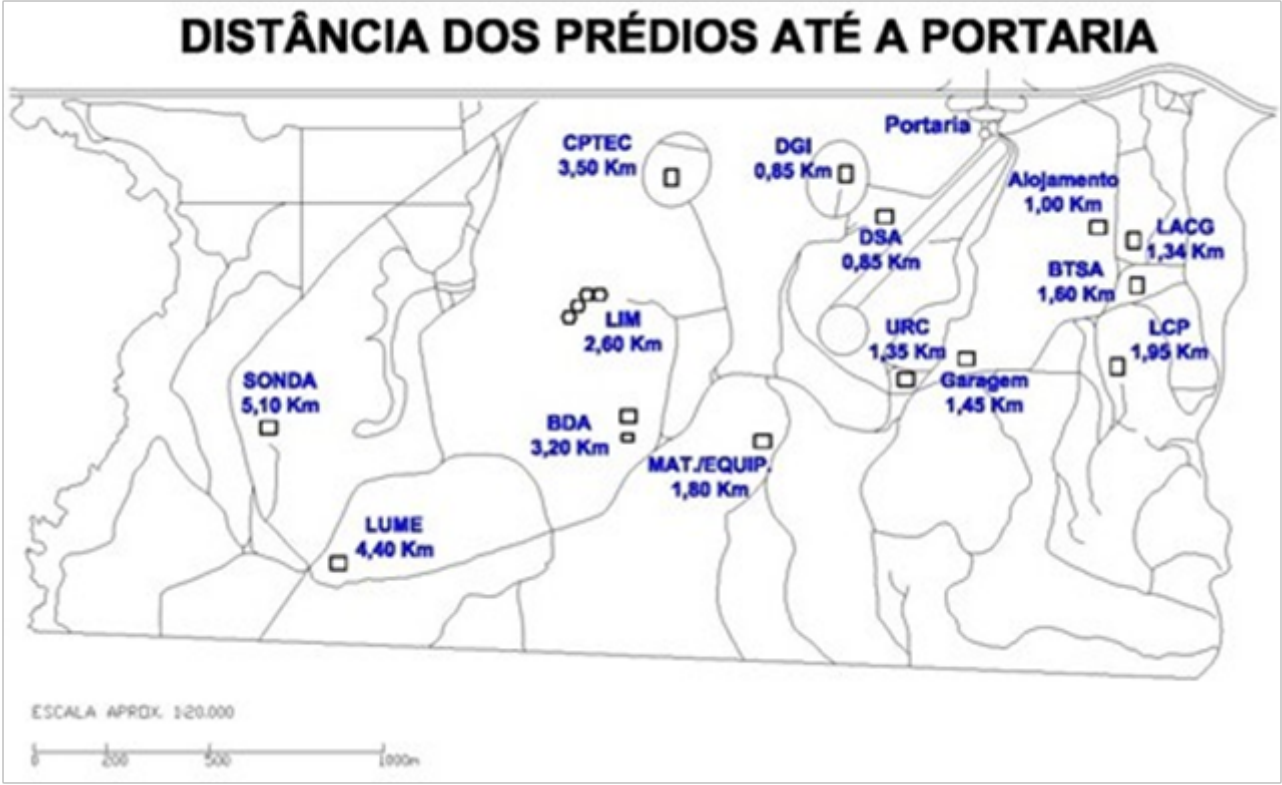 DISTÂNCIA DOS PRÉDIOS ATÉ A PORTARIA
Portaria
CPTEC
3,50 Km
DGI
0,85 Km
Alojamento
1,00 Km
DSA
0,85 Km
LACG
1,34 Km
BTSA
1,60 Km
LIM
2,60 Km
URC
1,35 Km
LCP
1,95 Km
SONDA
5,10 Km
Garagem
1,45 Km
BDA
3,20 Km
MAT./EQUIP.
1,80 Km
LUME
4,40 Km
ESCALA APROX. 1:20.000
0 200 500 1000m